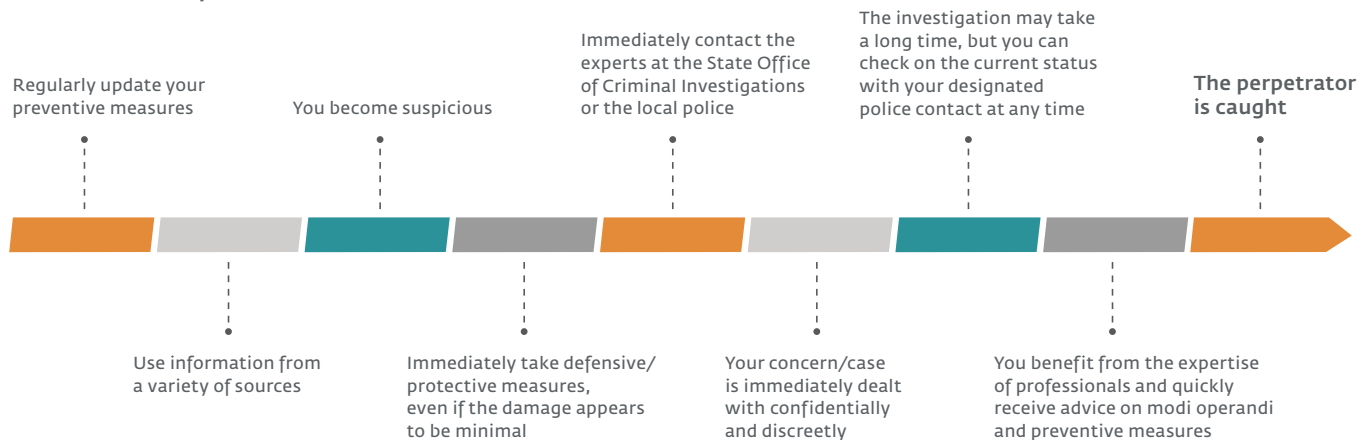 Regularly update your
preventive measures
Use information from
a variety of sources
You become suspicious
Immediately take defensive/
protective measures,
even if the damage appears
to be minimal
Immediately contact the
experts at the State Office
of Criminal Investigations
or the local police
Your concern/case
is immediately dealt
with confidentially
and discreetly
The investigation may take
a long time, but you can
check on the current status
with your designated
police contact at any time
You benefit from the expertise
of professionals and quickly
receive advice on modi operandi
and preventive measures
The perpetrator
is caught